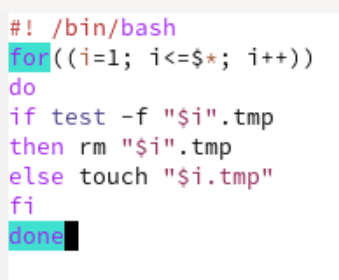 #! /bin/bash
for((i=1; i<=$*; i++))
do
if test -f "$i".tmp
then rm "$i".tmp
else touch "$i.tmp"
fi
done